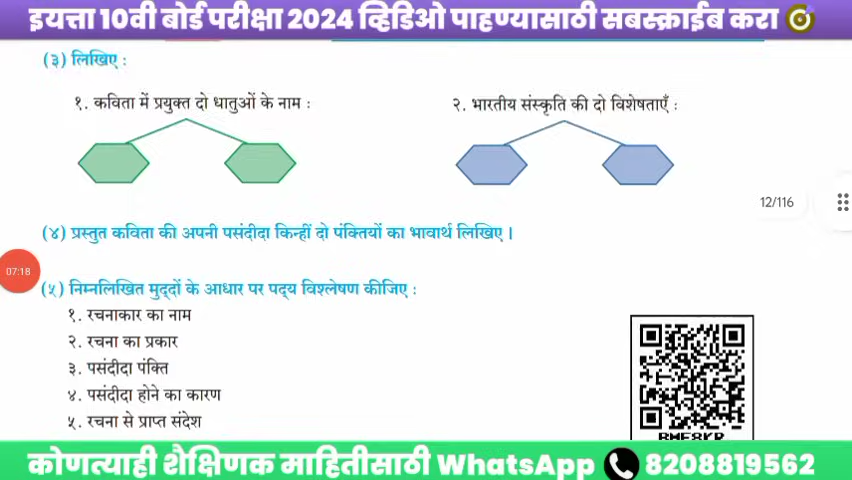 इयत्ता 10वी बोर्ड परीक्षा 2024 व्हिडिओ पाहण्यासाठी सबस्क्राईब करा
(३) लिखिए :
१. कविता में प्रयुक्त दो धातुओं के नाम :
२. भारतीय संस्कृति की दो विशेषताएँ :
12/116
(४) प्रस्तुत कविता की अपनी पसंदीदा किन्हीं दो पंक्तियों का भावार्थ लिखिए ।
07:18
(५) निम्नलिखित मुद्दों के आधार पर पद्य विश्लेषण कीजिए :
१. रचनाकार का नाम
२. रचना का प्रकार
३. पसंदीदा पंक्ति
४. पसंदीदा होने का कारण
५. रचना से प्राप्त संदेश
कोणत्याही शैक्षिणक माहितीसाठी WhatsApp 8208819562